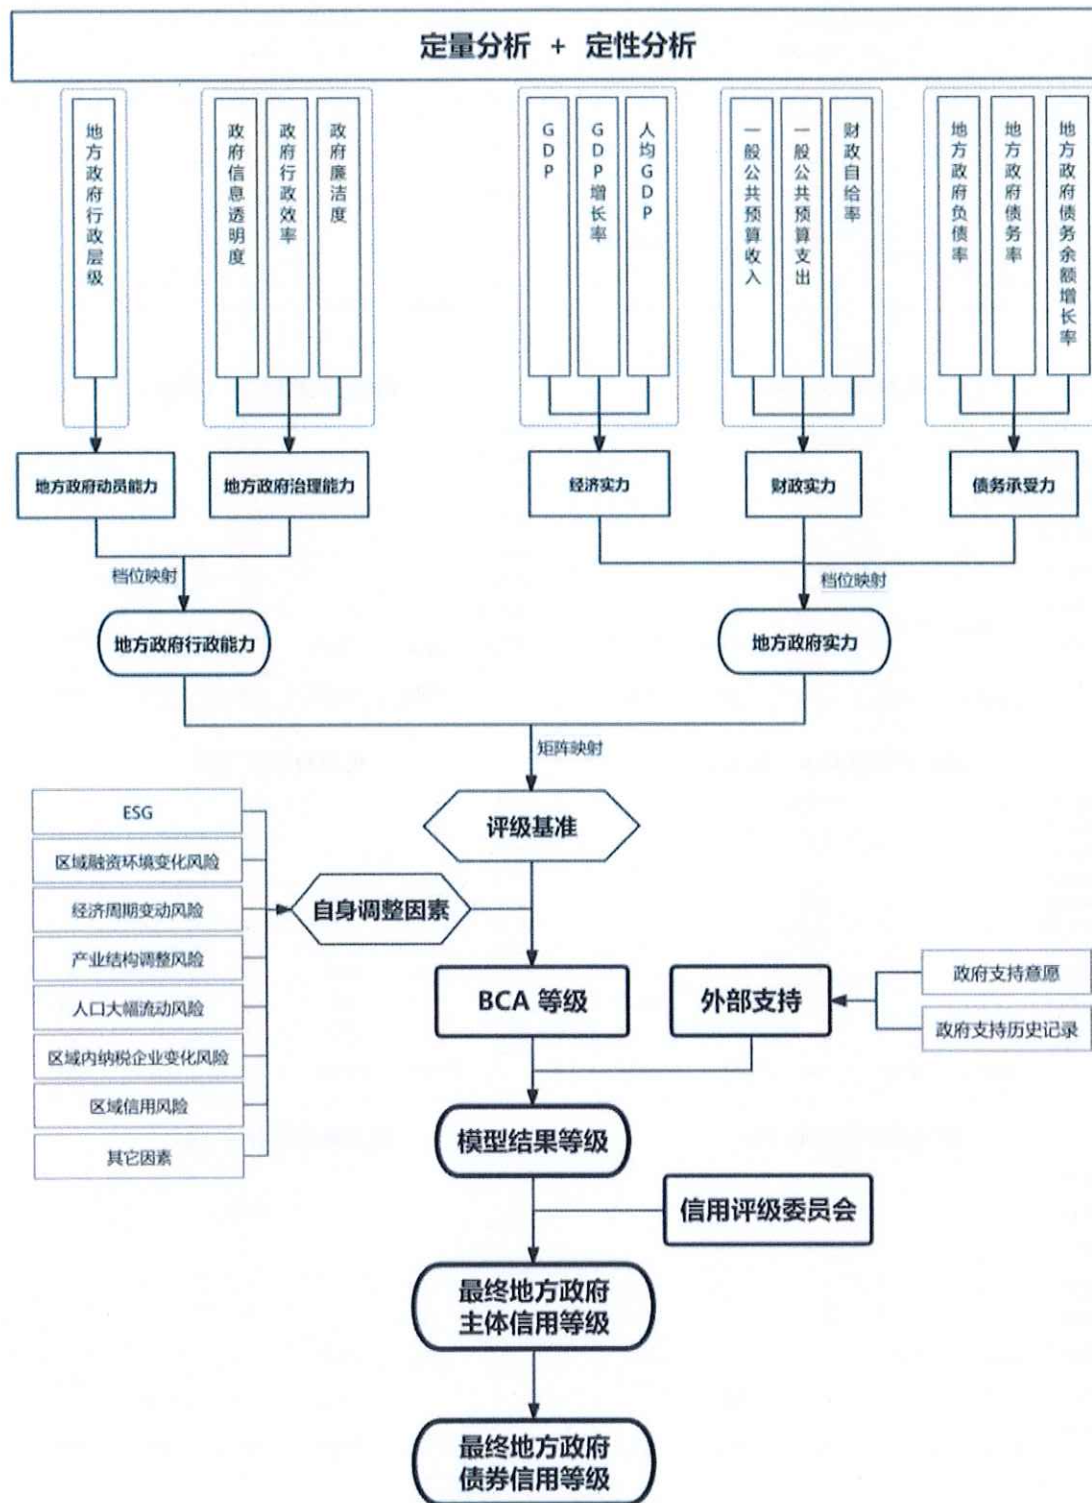 定量分析 + 定性分析
地方政府行政层级
政府信息透明度
政府行政效率
政府廉洁度
GDP
GDP增长率
人均GDP
一般公共预算收入
一般公共预算支出
财政自给率
地方政府负债率
地方政府债务率
地方政府债务余额增长率
地方政府动员能力
地方政府治理能力
经济实力
财政实力
债务承受力
档位映射
档位映射
地方政府行政能力
地方政府实力
矩阵映射
评级基准
ESG
区域融资环境变化风险
经济周期变动风险
产业结构调整风险
人口大幅流动风险
区域内纳税企业变化风险
区域信用风险
其它因素
自身调整因素
BCA 等级
外部支持
政府支持意愿
政府支持历史记录
模型结果等级
信用评级委员会
最终地方政府
主体信用等级
最终地方政府
债券信用等级